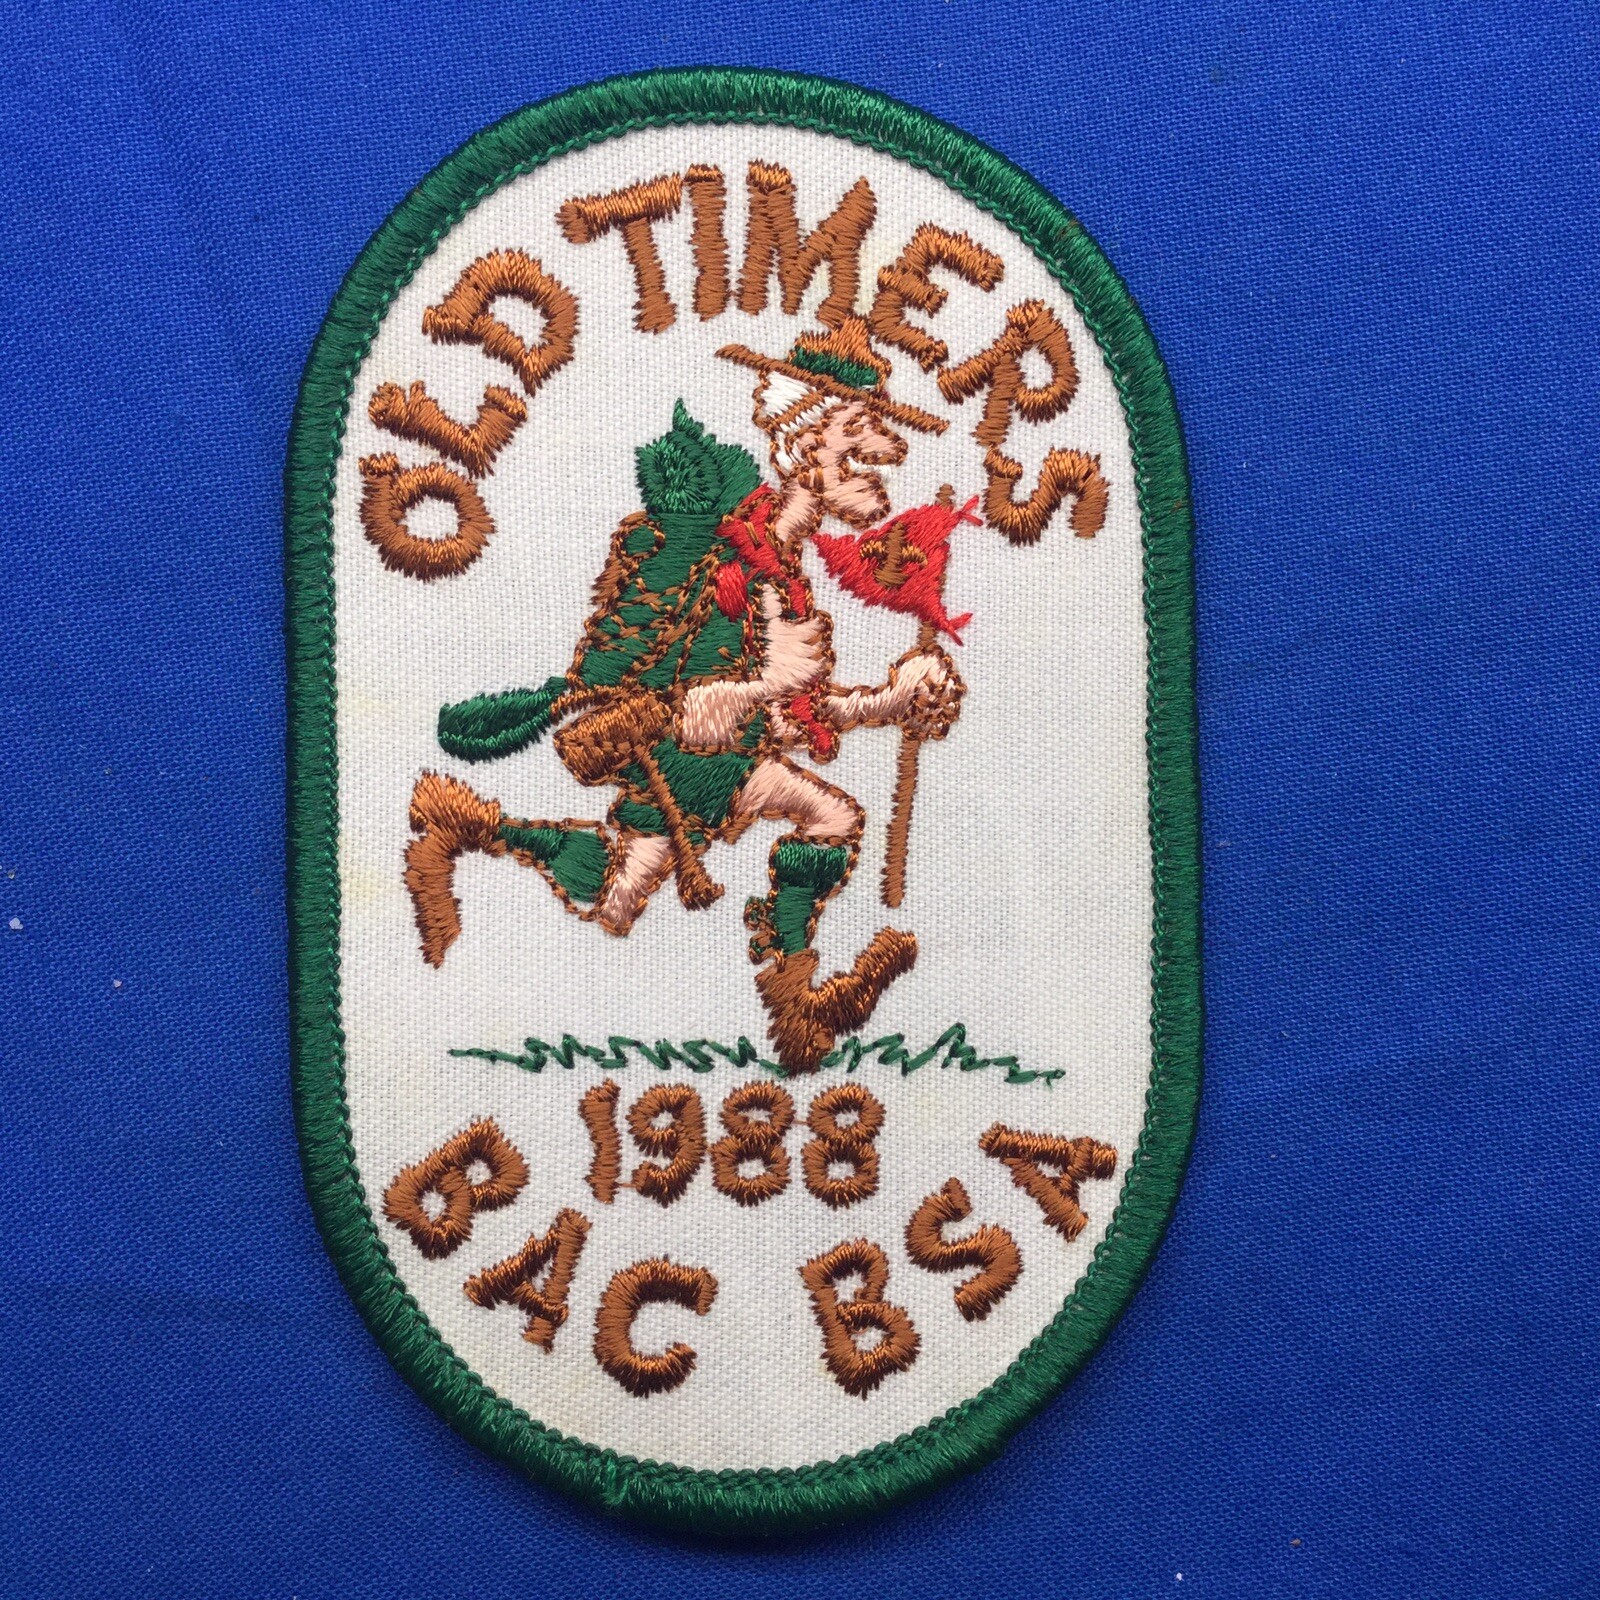 OLD TIMERS
1988
BAC BSA